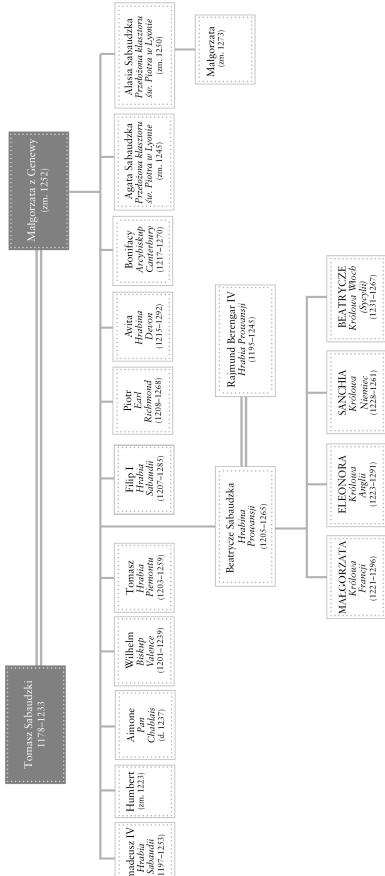 Tomasz Sabaudzki
1178–1233
Małgorzata z Genewy
(zm. 1252)
madeusz IV
Hrabia
Sabaudii
1197–1253)
Humbert
(zm. 1223)
Aimone
Pan
Chablais
(d. 1237)
Wilhelm
Biskup
Valence
(1201–1239)
Tomasz
Hrabia
Piemontu
(1203–1259)
Filip I
Hrabia
Sabaudii
(1207–1285)
Piotr
Earl
Richmond
(1208–1268)
Avita
Hrabina
Devon
(1215–1292)
Bonifacy
Arcybiskup
Canterbury
(1217–1270)
Agata Sabaudzka
Przełożona klasztoru
św. Piotra w Lyonie
(zm. 1245)
Alasia Sabaudzka
Przełożona klasztoru
św. Piotra w Lyonie
(zm. 1250)
Małgorzata
(zm. 1273)
Beatrycze Sabaudzka
Hrabina
Prowansji
(1205–1265)
Rajmund Berengar IV
Hrabia Prowansji
(1195–1245)
MAŁGORZATA
Królowa
Francji
(1221–1296)
ELEONORA
Królowa
Anglii
(1223–1291)
SANCHIA
Królowa
Niemiec
(1228–1261)
BEATRYCZE
Królowa Włoch
(Sycylii)
(1231–1267)